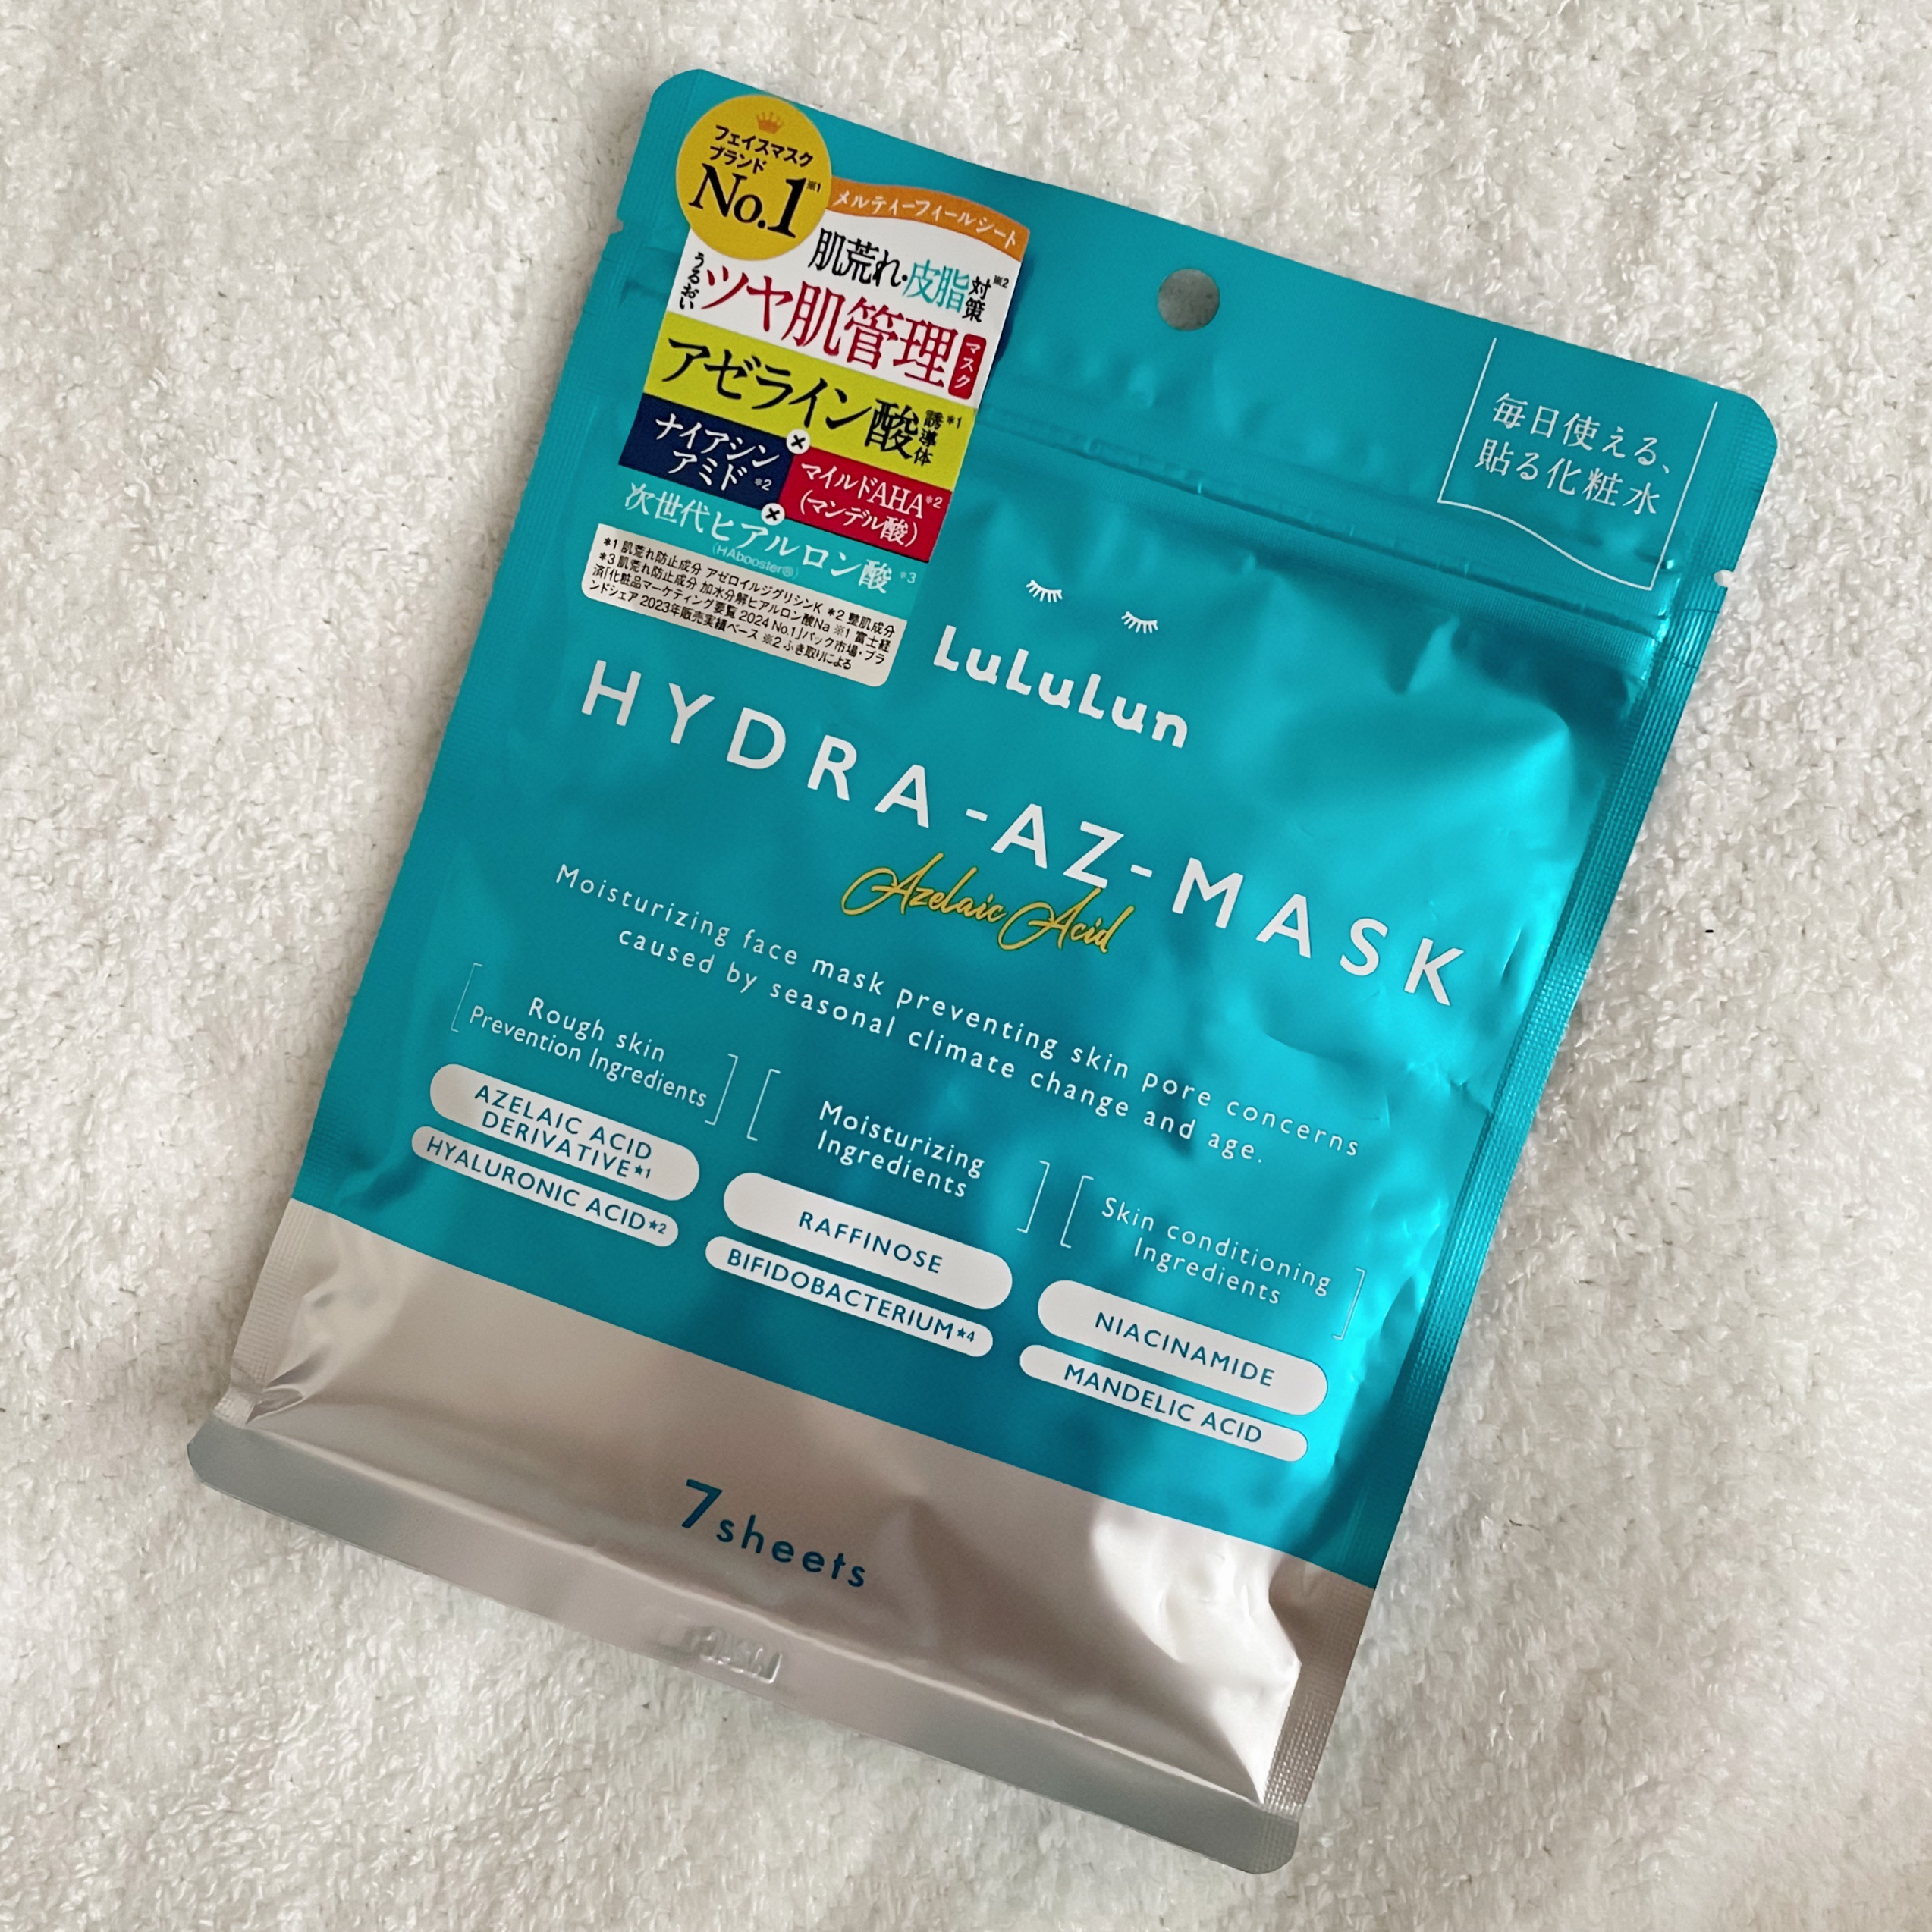 フェイスマスク
ブランド
No.1※1
メルティーフィールシート
肌荒れ・皮脂対策※2
うるおい
ツヤ肌管理
マスク
アゼライン酸誘導体*1
×
ナイアシン
アミド*2
マイルドAHA*2
(マンデル酸)
×
次世代ヒアルロン酸*3
(HAbooster®)
*1 肌荒れ防止成分 アゼロイルジグリシンK *2 整肌成分
*3 肌荒れ防止成分 加水分解ヒアルロン酸Na ※1 富士経
済「化粧品マーケティング要覧 2024 No.1」パック市場・ブラ
ンドシェア 2023年販売実績ベース ※2 ふき取りによる
毎日使える、
貼る化粧水
LuLuLun
HYDRA-AZ-MASK
Azelaic Acid
Moisturizing face mask preventing skin pore concerns
caused by seasonal climate change and age.
Rough skin
Prevention Ingredients
AZELAIC ACID
DERIVATIVE★1
HYALURONIC ACID★2
Moisturizing
Ingredients
RAFFINOSE
BIFIDOBACTERIUM★4
Skin conditioning
Ingredients
NIACINAMIDE
MANDELIC ACID
7sheets